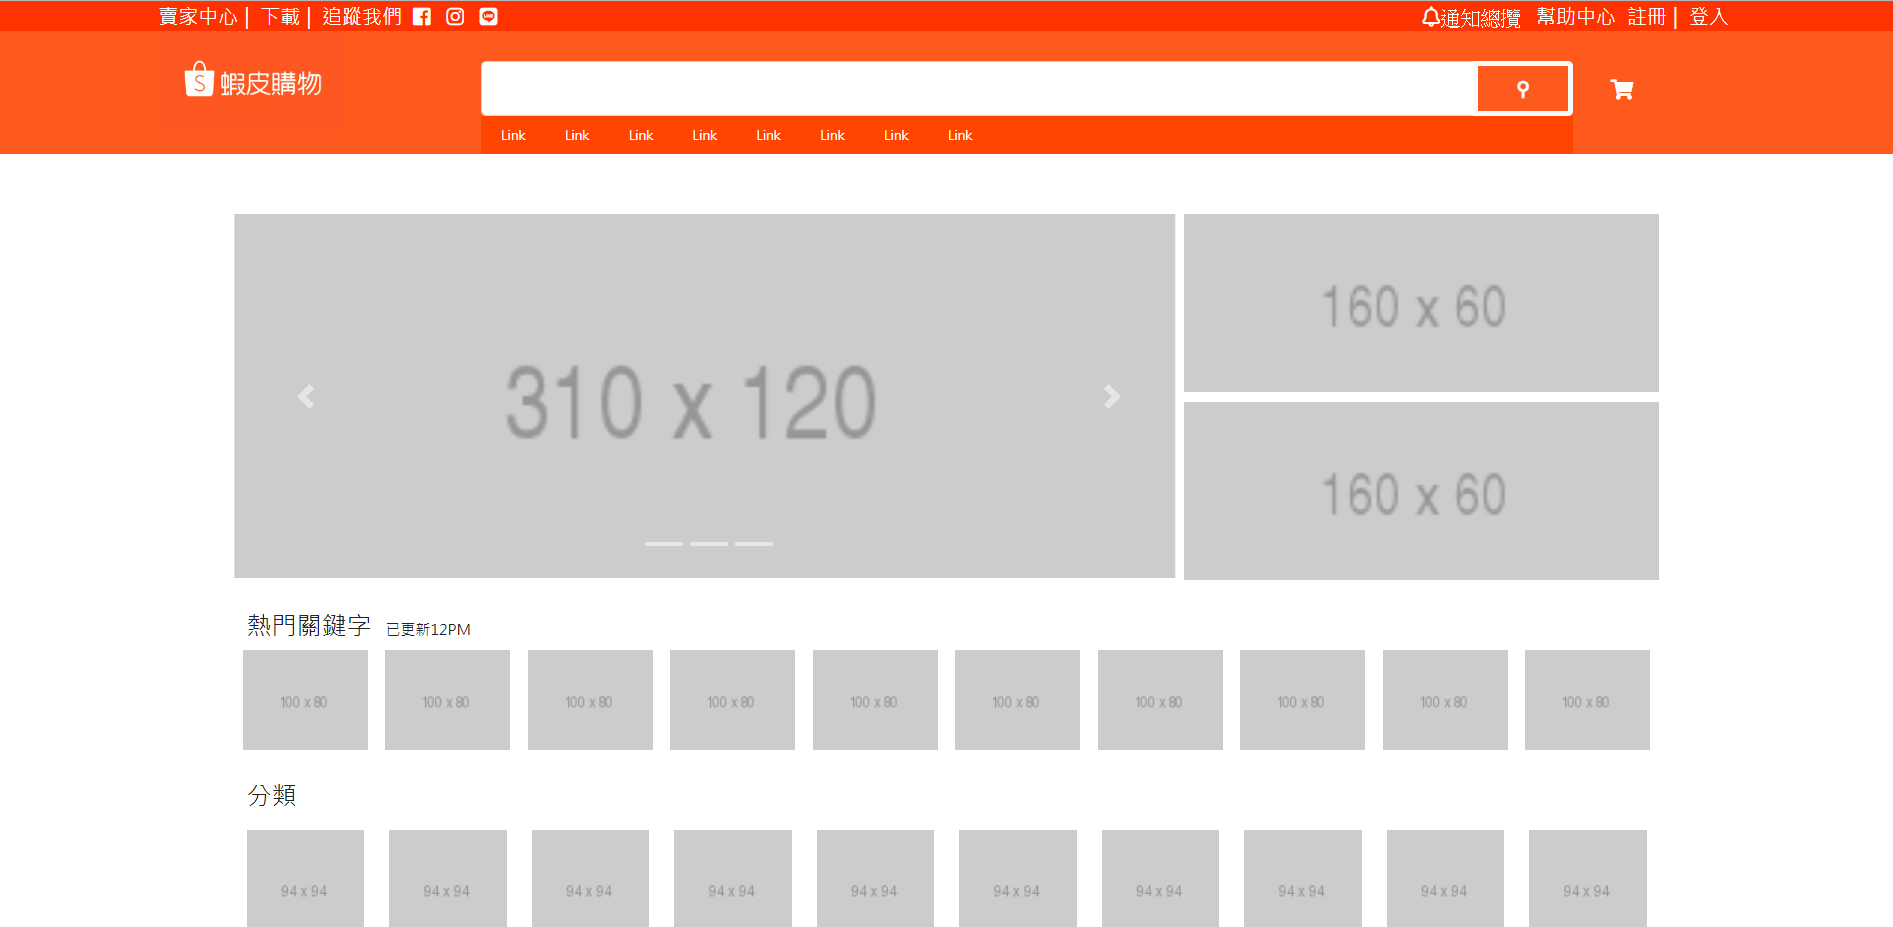 賣家中心 | 下載 | 追蹤我們
通知總攬 幫助中心 註冊 | 登入
S 蝦皮購物
Link Link Link Link Link Link Link Link
310 x 120
160 x 60
160 x 60
熱門關鍵字 已更新12PM
100 x 80 100 x 80 100 x 80 100 x 80 100 x 80 100 x 80 100 x 80 100 x 80 100 x 80 100 x 80
分類
94 x 94 94 x 94 94 x 94 94 x 94 94 x 94 94 x 94 94 x 94 94 x 94 94 x 94 94 x 94